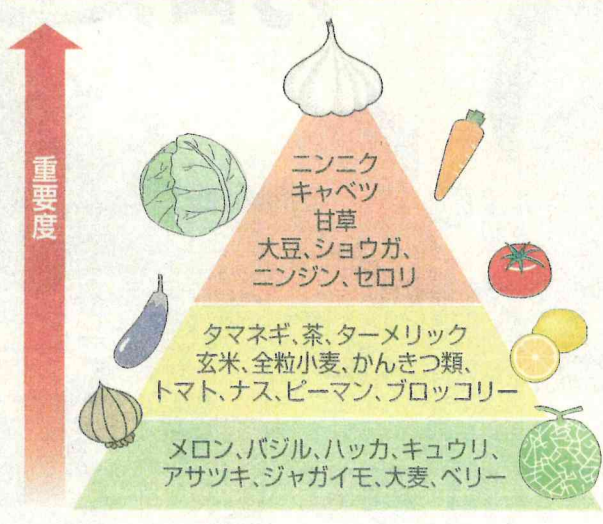 重要度
ニンニク
キャベツ
甘草
大豆、ショウガ、
ニンジン、セロリ
タマネギ、茶、ターメリック
玄米、全粒小麦、かんきつ類、
トマト、ナス、ピーマン、ブロッコリー
メロン、バジル、ハッカ、キュウリ、
アサツキ、ジャガイモ、大麦、ベリー